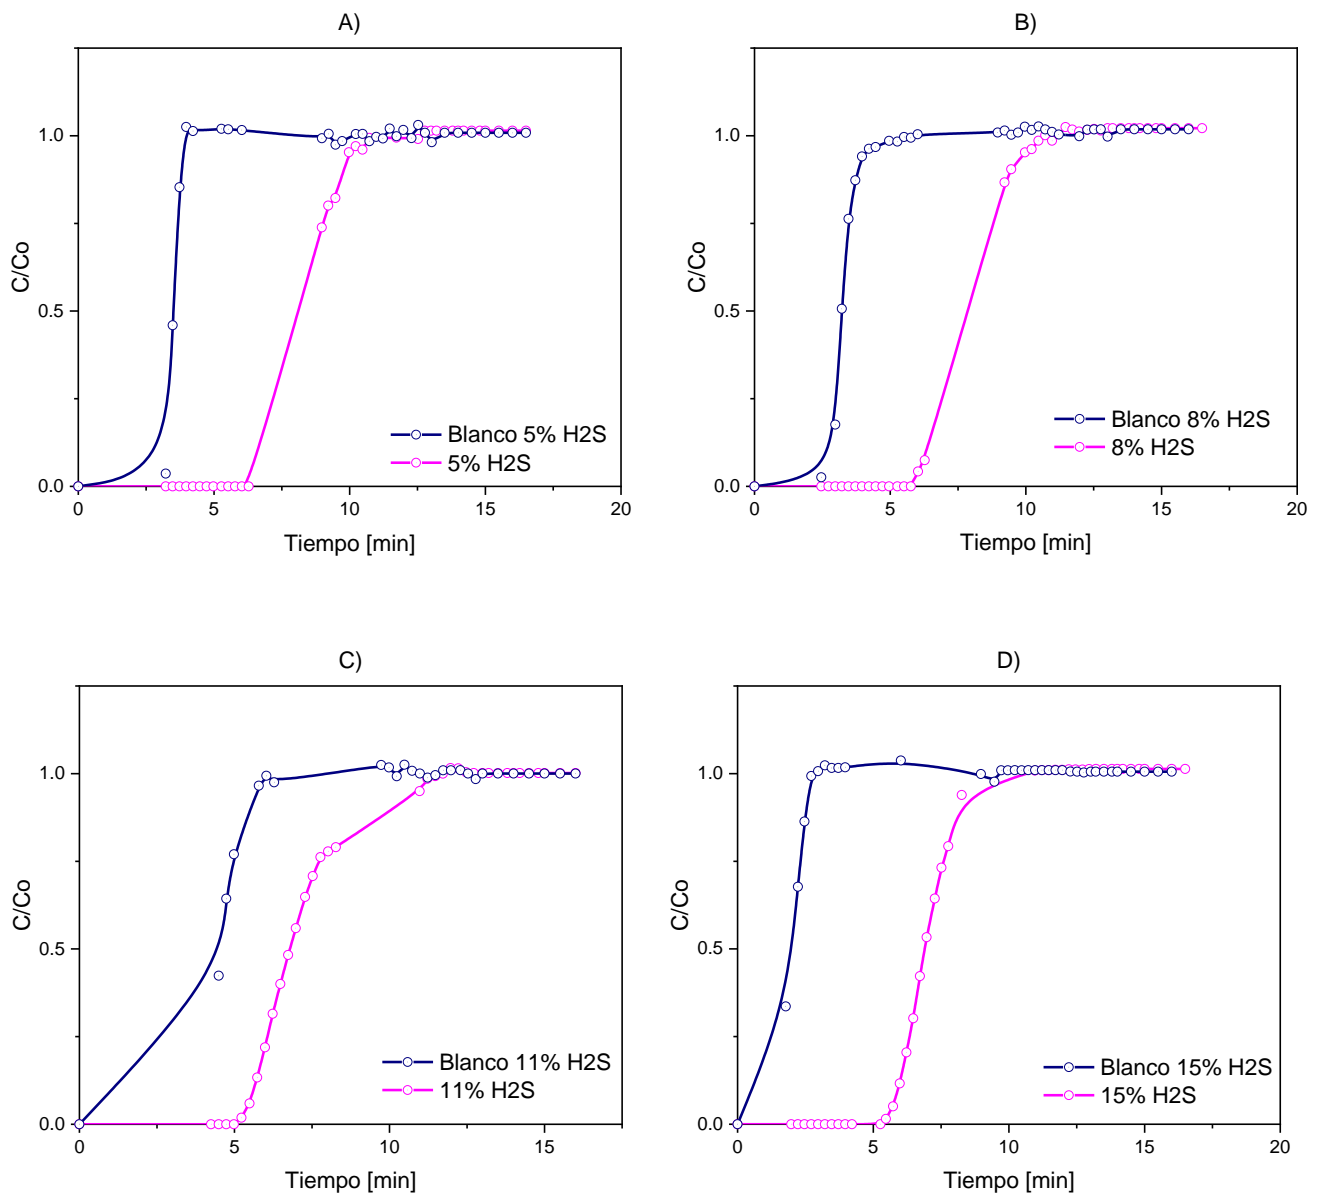 A)
1.0
0.5
0.0
C/Co
0
5
10
15
20
Tiempo [min]
Blanco 5% H2S
5% H2S
B)
1.0
0.5
0.0
C/Co
0
5
10
15
20
Tiempo [min]
Blanco 8% H2S
8% H2S
C)
1.0
0.5
0.0
C/Co
0
5
10
15
Tiempo [min]
Blanco 11% H2S
11% H2S
D)
1.0
0.5
0.0
C/Co
0
5
10
15
20
Tiempo [min]
Blanco 15% H2S
15% H2S